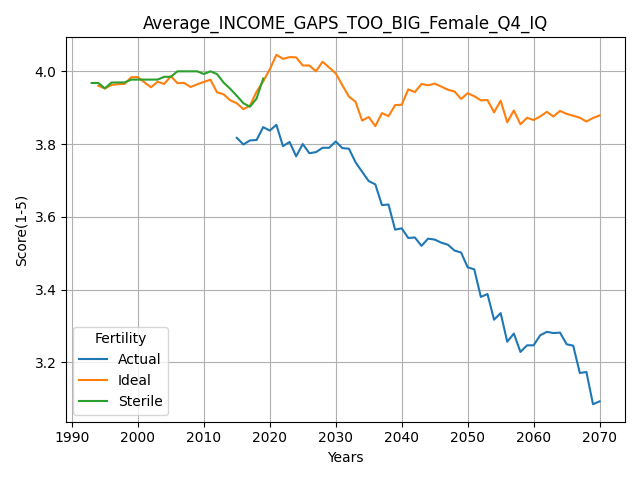 Average_INCOME_GAPS_TOO_BIG_Female_Q4_IQ
Score(1-5)
4.0
3.8
3.6
3.4
3.2
Fertility
Actual
Ideal
Sterile
1990 2000 2010 2020 2030 2040 2050 2060 2070
Years